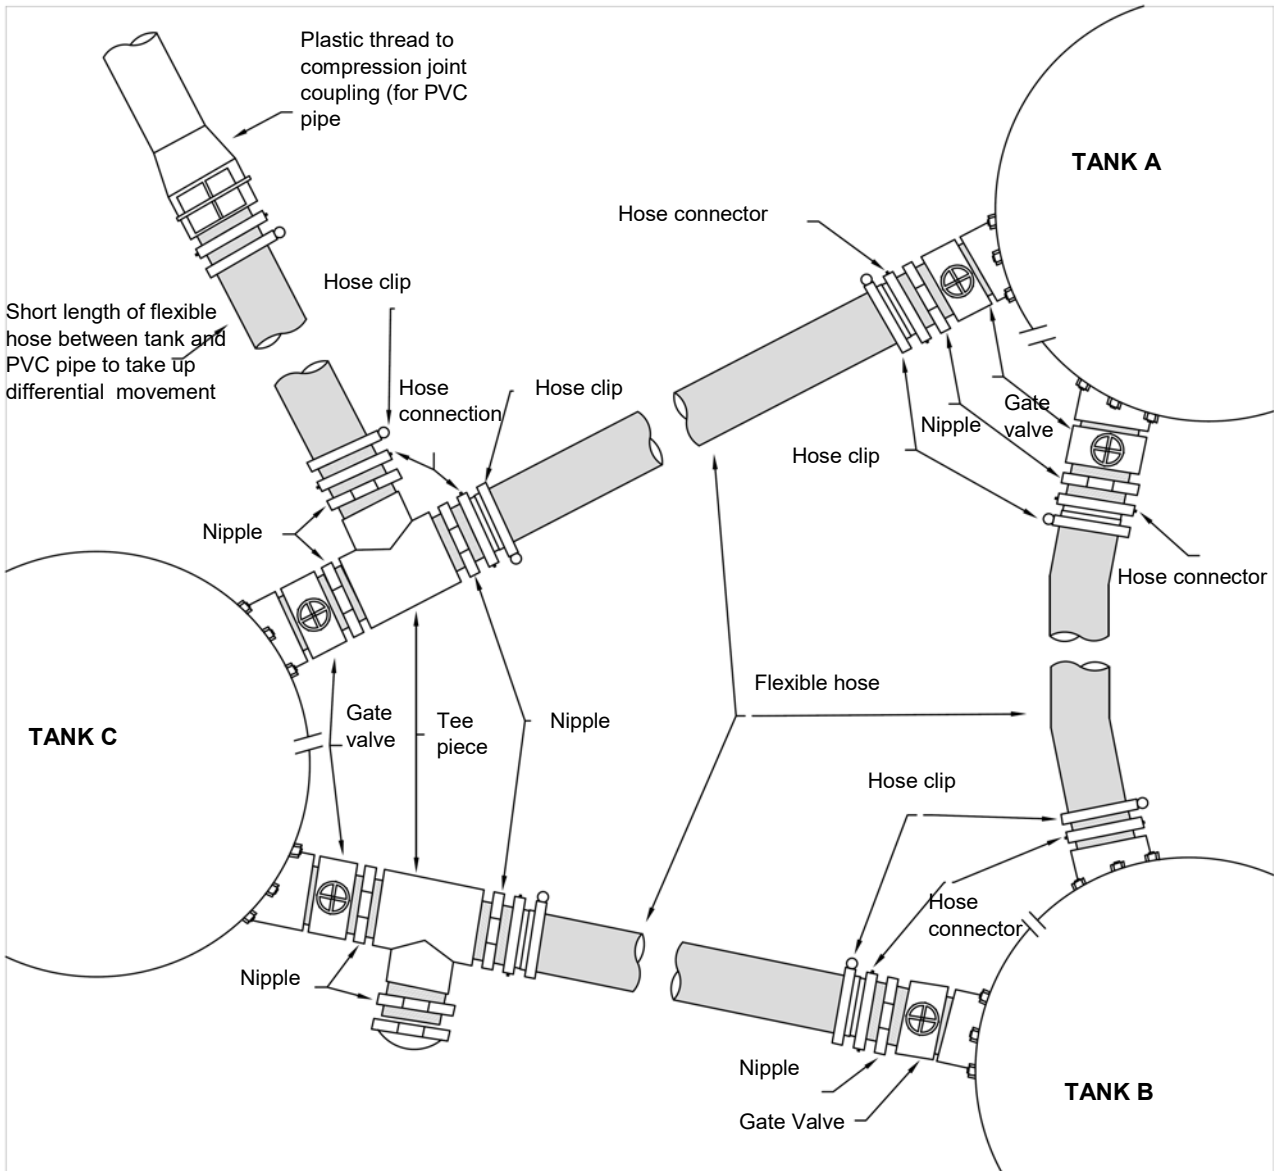 Plastic thread to
compression joint
coupling (for PVC
pipe
TANK A
Hose connector
Hose clip
Short length of flexible
hose between tank and
PVC pipe to take up
differential movement
Hose
connection
Hose clip
Gate
valve
Nipple
Hose clip
Nipple
Hose connector
Flexible hose
Gate
valve
Tee
piece
Nipple
TANK C
Hose clip
Hose
connector
Nipple
Nipple
TANK B
Gate Valve